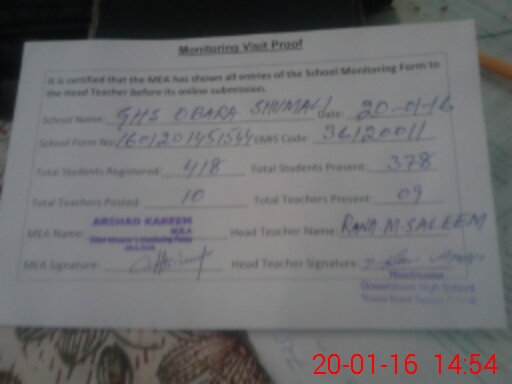 Monitoring Visit Proof
It is certified that the MEA has shown all entries of the School Monitoring Form to
the Head Teacher before its online submission.
School Name: GHS OBARA SHUMALI Date: 20-01-16
School Form No: 1601201451544 EMIS Code: 36120011
Total Students Registered: 418 Total Students Present: 378
Total Teachers Posted: 10 Total Teachers Present: 09
MEA Name: ARSHAD KAREEM Head Teacher Name: RANA.M.SALEEM
M.E.A
MEA Signature: Head Teacher Signature:
Headmaster
Government High School
20-01-16 14:54